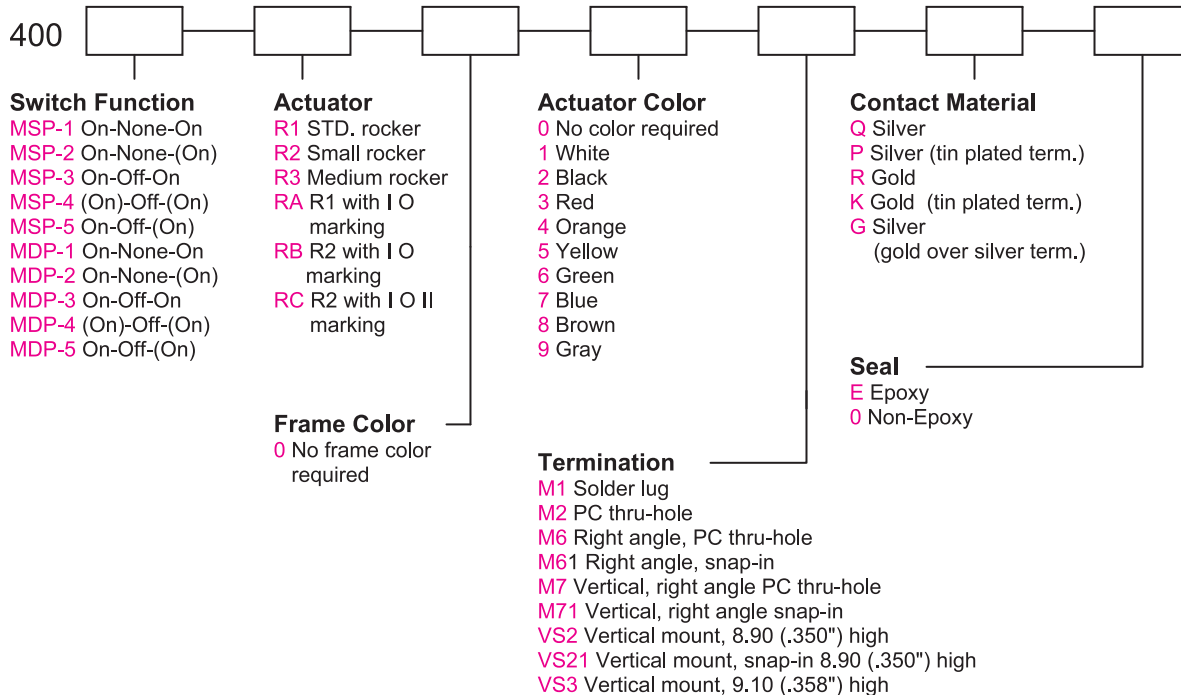 400
Switch Function
MSP-1 On-None-On
MSP-2 On-None-(On)
MSP-3 On-Off-On
MSP-4 (On)-Off-(On)
MSP-5 On-Off-(On)
MDP-1 On-None-On
MDP-2 On-None-(On)
MDP-3 On-Off-On
MDP-4 (On)-Off-(On)
MDP-5 On-Off-(On)
Actuator
R1 STD. rocker
R2 Small rocker
R3 Medium rocker
RA R1 with I O
marking
RB R2 with I O
marking
RC R2 with I O II
marking
Frame Color
0 No frame color
required
Actuator Color
0 No color required
1 White
2 Black
3 Red
4 Orange
5 Yellow
6 Green
7 Blue
8 Brown
9 Gray
Termination
M1 Solder lug
M2 PC thru-hole
M6 Right angle, PC thru-hole
M61 Right angle, snap-in
M7 Vertical, right angle PC thru-hole
M71 Vertical, right angle snap-in
VS2 Vertical mount, 8.90 (.350") high
VS21 Vertical mount, snap-in 8.90 (.350") high
VS3 Vertical mount, 9.10 (.358") high
Contact Material
Q Silver
P Silver (tin plated term.)
R Gold
K Gold (tin plated term.)
G Silver
(gold over silver term.)
Seal
E Epoxy
0 Non-Epoxy